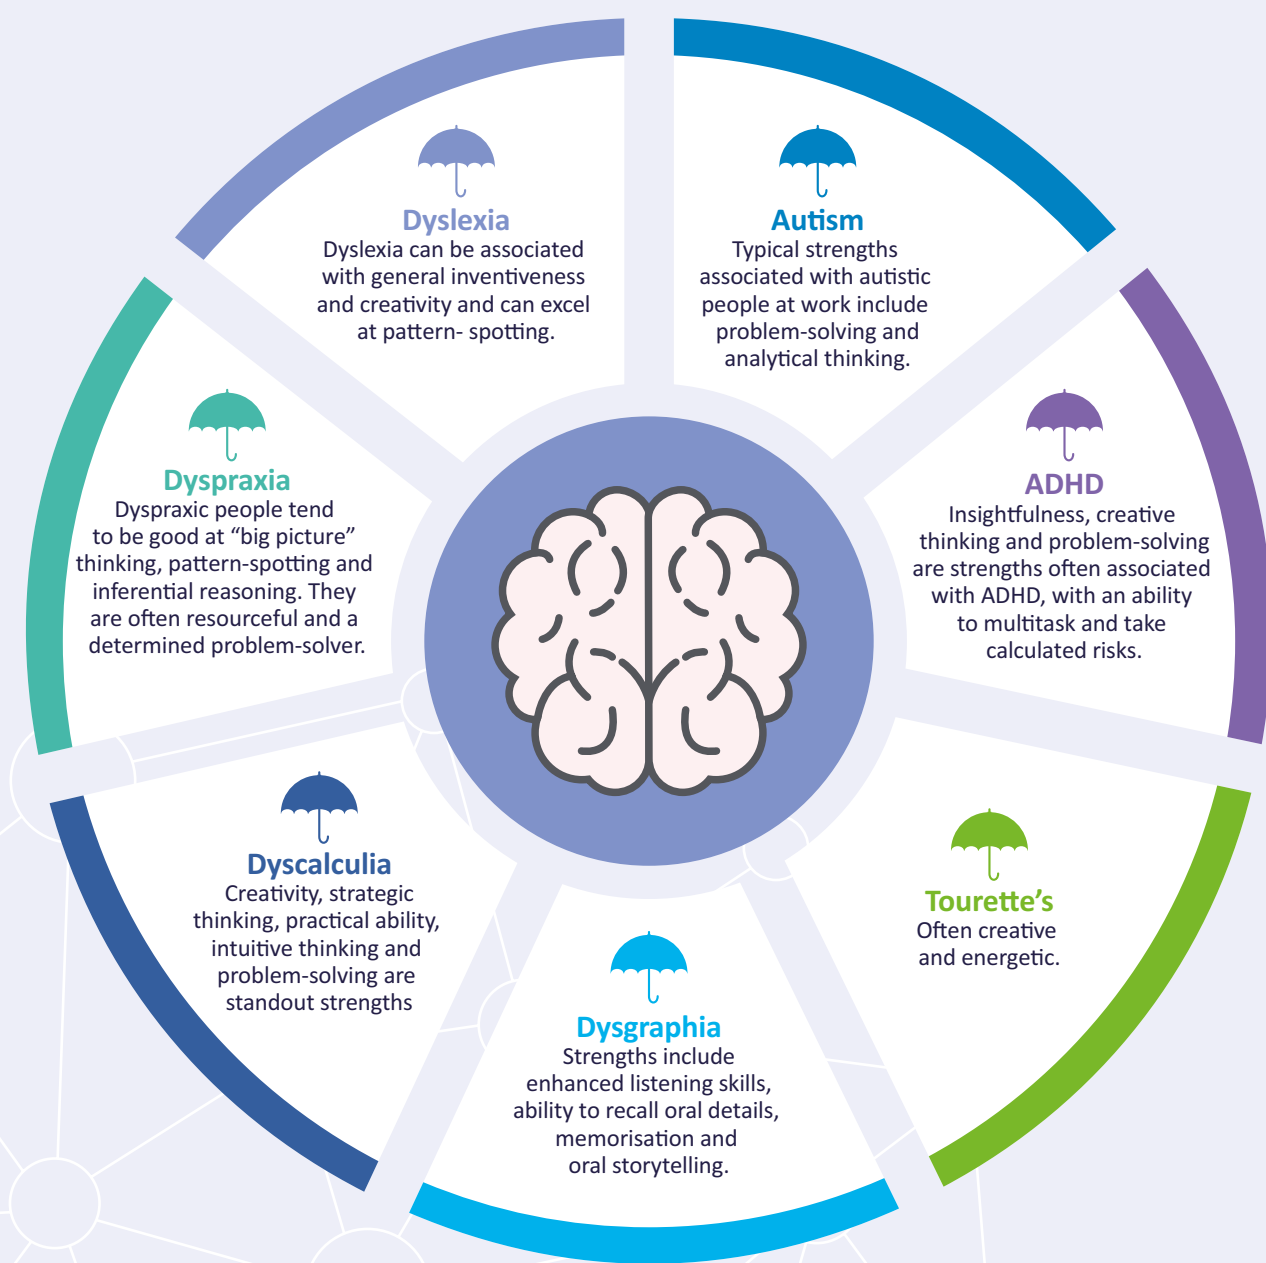 Dyslexia
Dyslexia can be associated
with general inventiveness
and creativity and can excel
at pattern- spotting.
Autism
Typical strengths
associated with autistic
people at work include
problem-solving and
analytical thinking.
ADHD
Insightfulness, creative
thinking and problem-solving
are strengths often associated
with ADHD, with an ability
to multitask and take
calculated risks.
Tourette’s
Often creative
and energetic.
Dysgraphia
Strengths include
enhanced listening skills,
ability to recall oral details,
memorisation and
oral storytelling.
Dyscalculia
Creativity, strategic
thinking, practical ability,
intuitive thinking and
problem-solving are
standout strengths
Dyspraxia
Dyspraxic people tend
to be good at “big picture”
thinking, pattern-spotting and
inferential reasoning. They
are often resourceful and a
determined problem-solver.